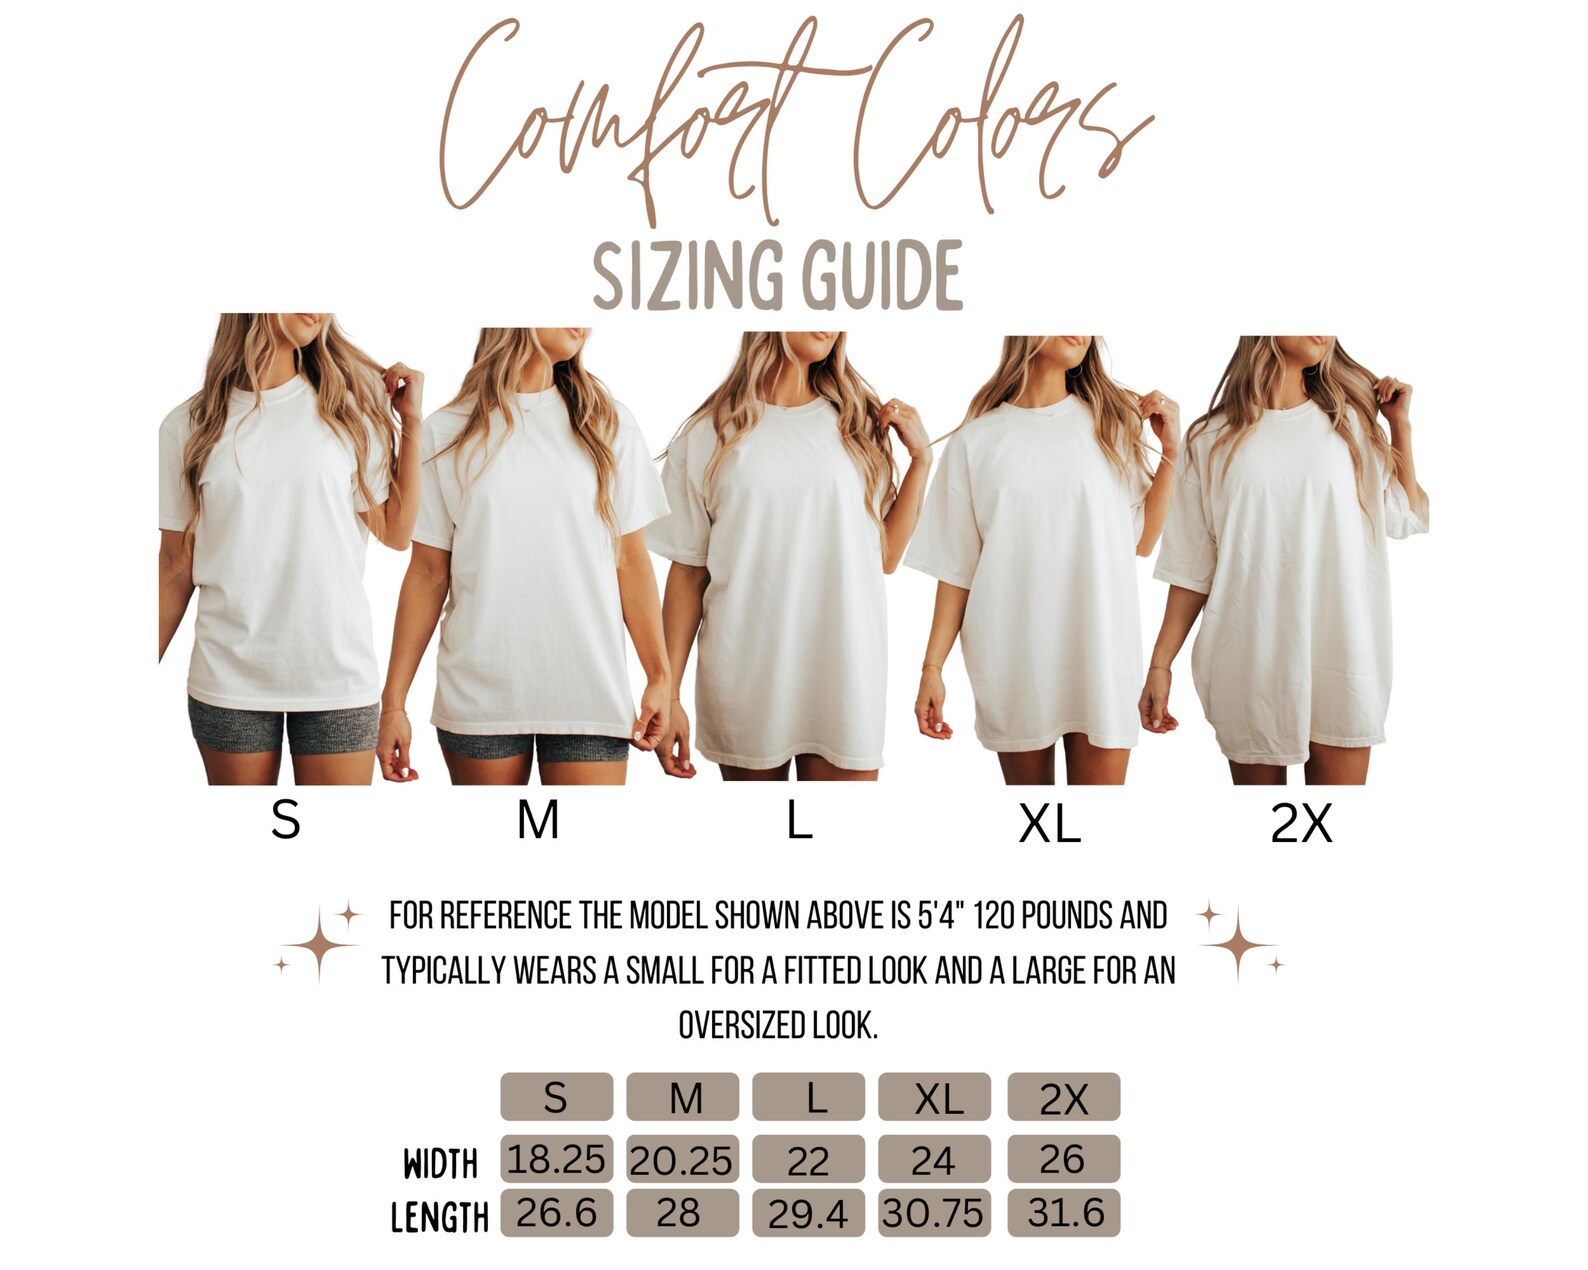 Comfort Colors
SIZING GUIDE
S M L XL 2X
FOR REFERENCE THE MODEL SHOWN ABOVE IS 5'4" 120 POUNDS AND
TYPICALLY WEARS A SMALL FOR A FITTED LOOK AND A LARGE FOR AN
OVERSIZED LOOK.
S M L XL 2X
WIDTH 18.25 20.25 22 24 26
LENGTH 26.6 28 29.4 30.75 31.6